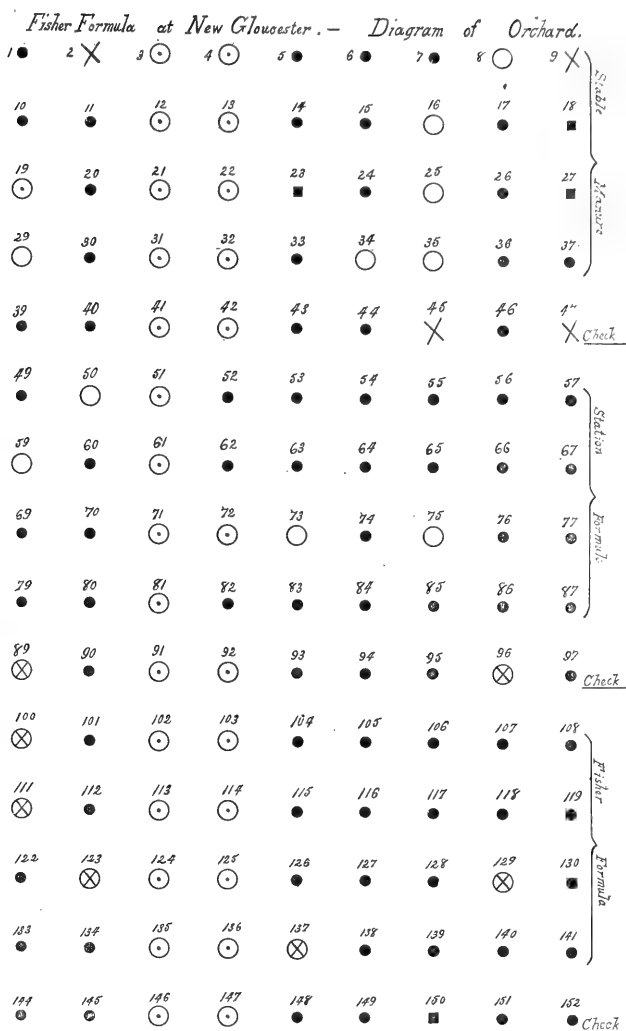 Fisher Formula at New Gloucester. — Diagram of Orchard.
1 2 3 4 5 6 7 8 9
10 11 12 13 14 15 16 17 18
19 20 21 22 23 24 25 26 27
29 30 31 32 33 34 35 36 37
Stable Manure
39 40 41 42 43 44 45 46
Check
49 50 51 52 53 54 55 56 57
59 60 61 62 63 64 65 66 67
69 70 71 72 73 74 75 76 77
79 80 81 82 83 84 85 86 87
Station Formula
89 90 91 92 93 94 95 96 97
Check
100 101 102 103 104 105 106 107 108
111 112 113 114 115 116 117 118 119
122 123 124 125 126 127 128 129 130
133 134 135 136 137 138 139 140 141
Fisher Formula
144 145 146 147 148 149 150 151 152
Check